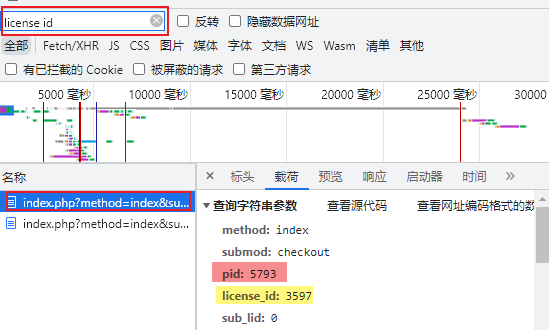 license id
反转
隐藏数据网址
全部 Fetch/XHR JS CSS 图片 媒体 字体 文档 WS Wasm 清单 其他
有已拦截的 Cookie 被屏蔽的请求 第三方请求
5000 毫秒 10000 毫秒 15000 毫秒 20000 毫秒 25000 毫秒 30000
名称
× 标头 载荷 预览 响应 启动器 时间 »
index.php?method=index&su...
index.php?method=index&su...
▼ 查询字符串参数 查看源代码 查看网址编码格式的数
method: index
submod: checkout
pid: 5793
license_id: 3597
sub_lid: 0